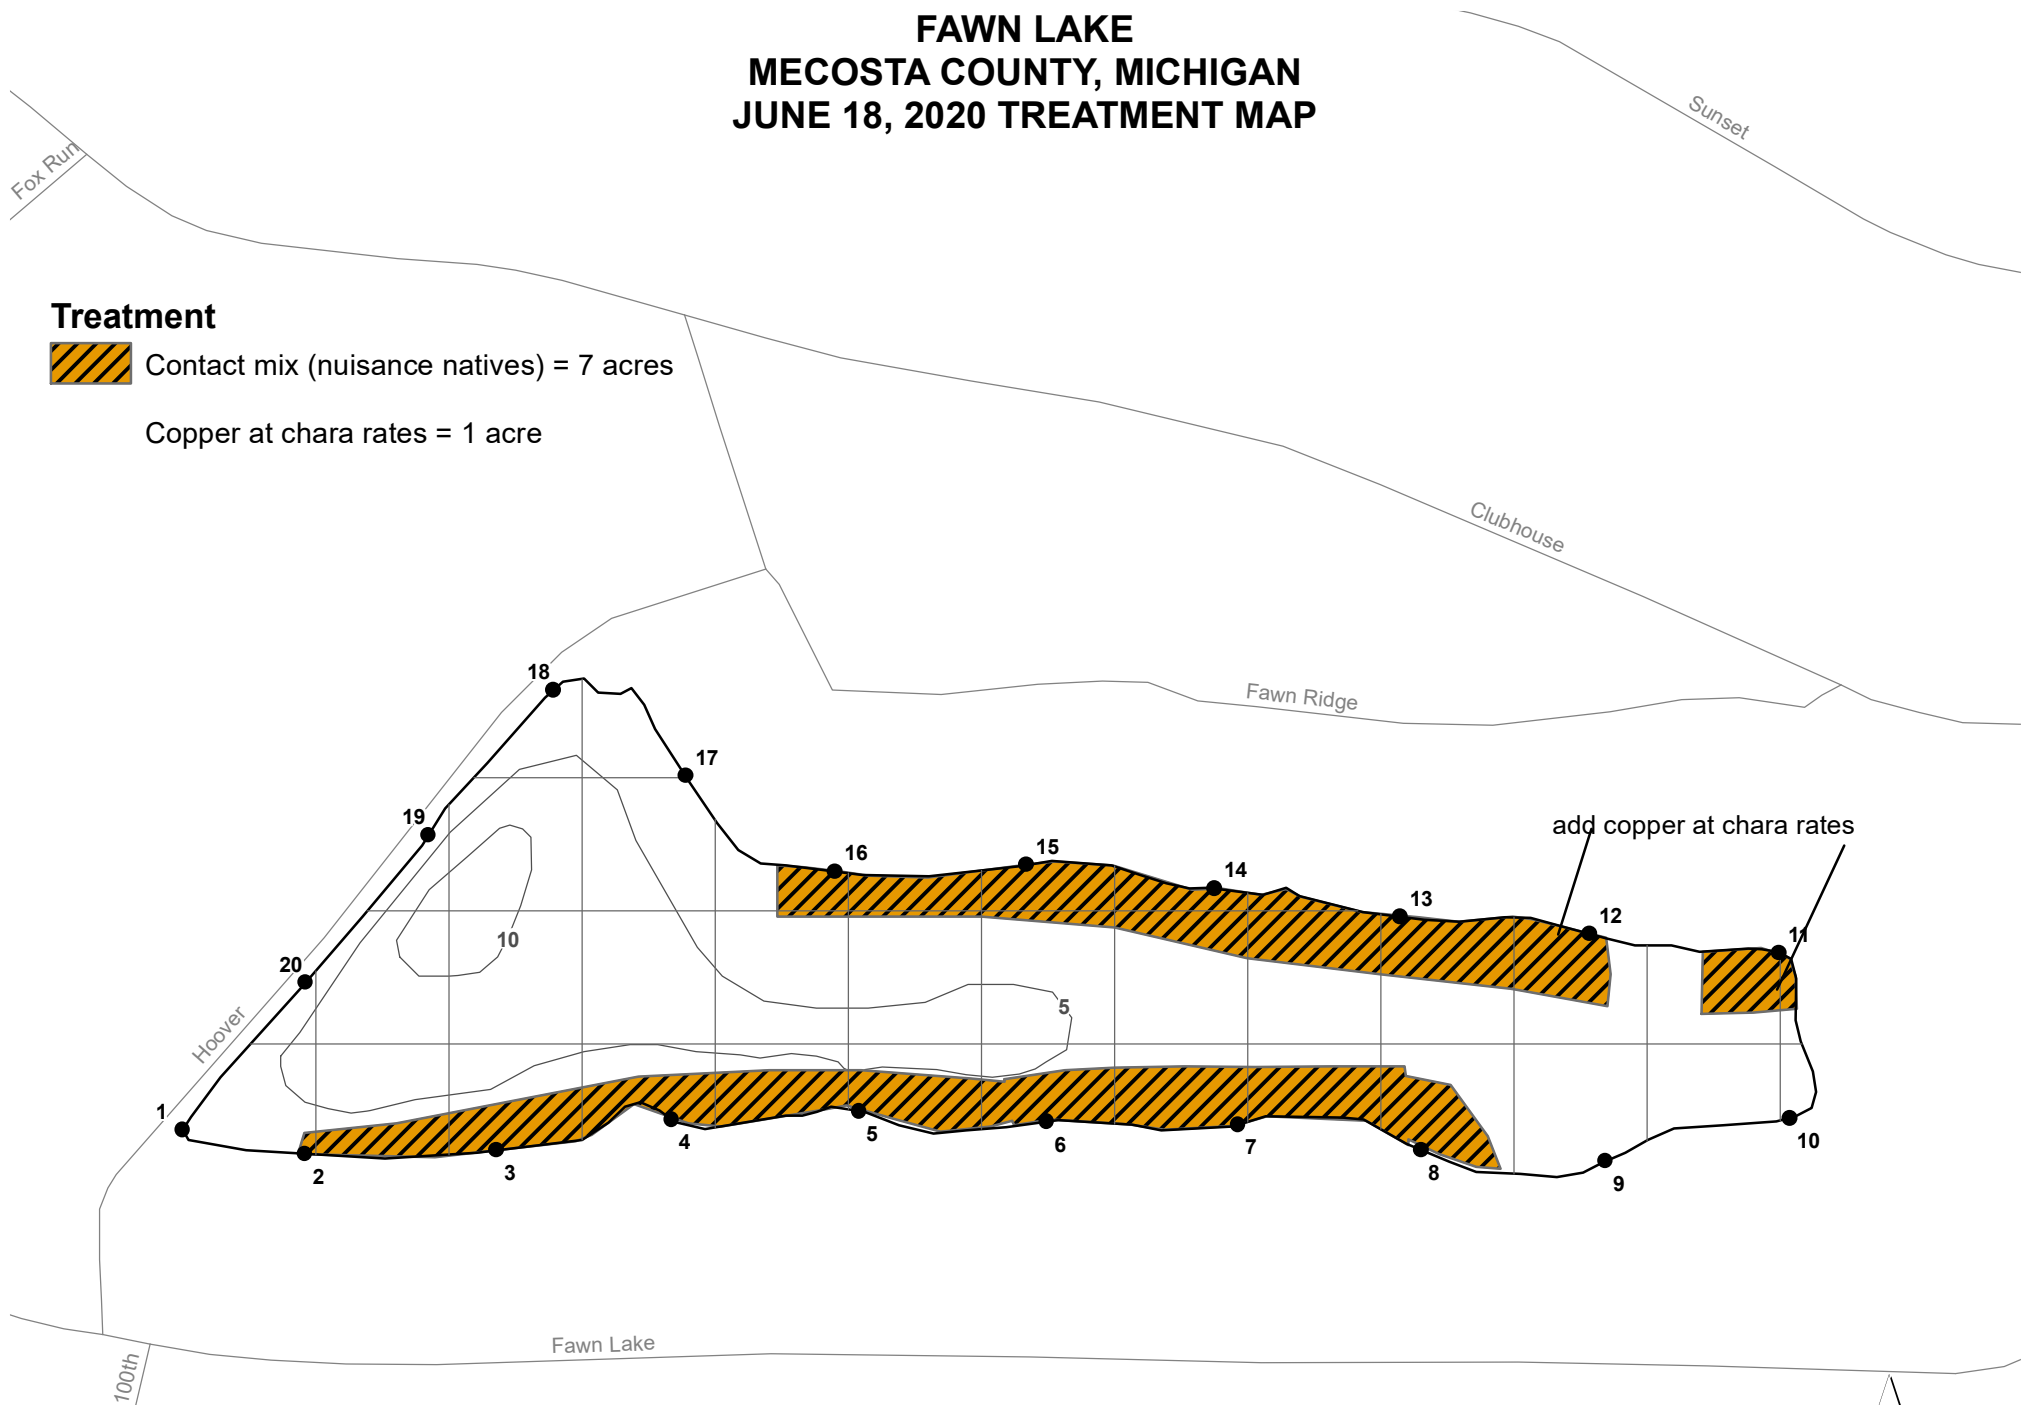 FAWN LAKE
MECOSTA COUNTY, MICHIGAN
JUNE 18, 2020 TREATMENT MAP
Sunset
Fox Run
Treatment
Contact mix (nuisance natives) = 7 acres
Copper at chara rates = 1 acre
Clubhouse
Fawn Ridge
18
17
19
add copper at chara rates
16
15
14
13
12
11
10
20
5
Hoover
1
2
3
4
5
6
7
8
9
10
Fawn Lake
100th